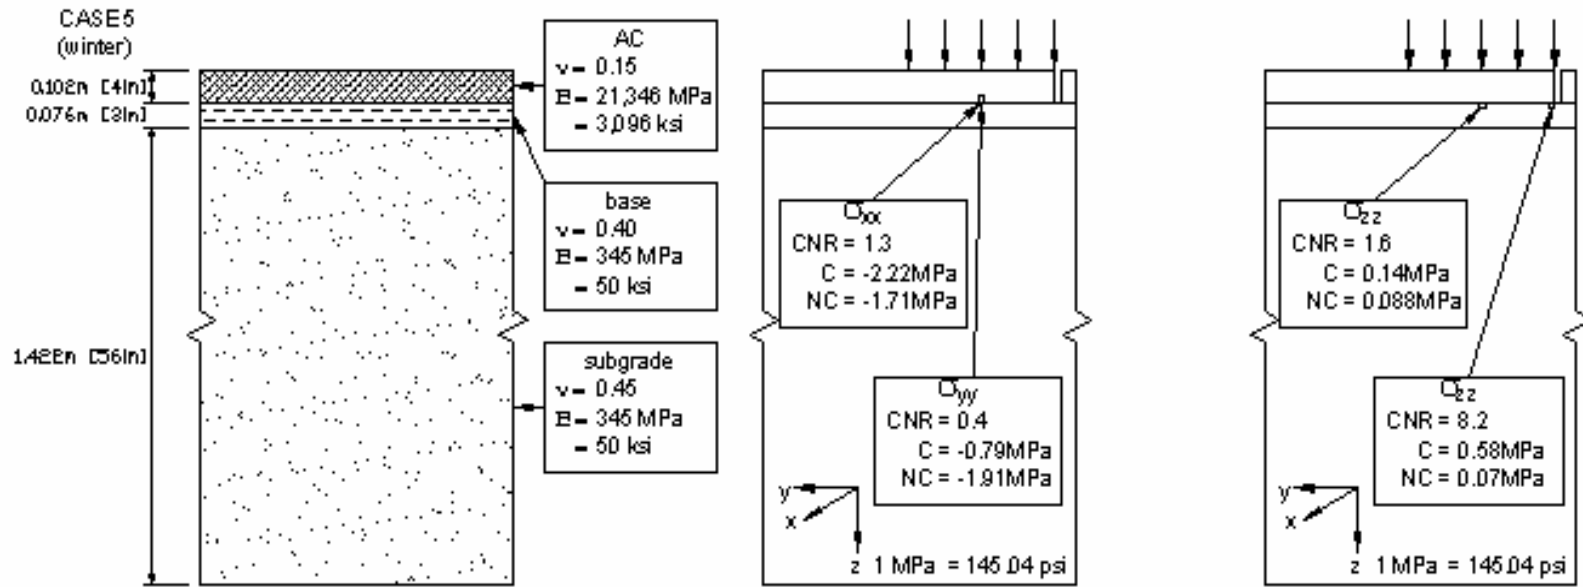 CASE 5
(winter)
0.102m [4in]
0.076m [3in]
1.422m [56in]
AC
ν = 0.15
E = 21,346 MPa
= 3,096 ksi
base
ν = 0.40
E = 345 MPa
= 50 ksi
subgrade
ν = 0.45
E = 345 MPa
= 50 ksi
σxx
CNR = 1.3
C = -2.22MPa
NC = -1.71MPa
σyy
CNR = 0.4
C = -0.79MPa
NC = -1.91MPa
y
x
z
1 MPa = 145.04 psi
σzz
CNR = 1.6
C = 0.14MPa
NC = 0.088MPa
σzz
CNR = 8.2
C = 0.58MPa
NC = 0.07MPa
y
x
z
1 MPa = 145.04 psi